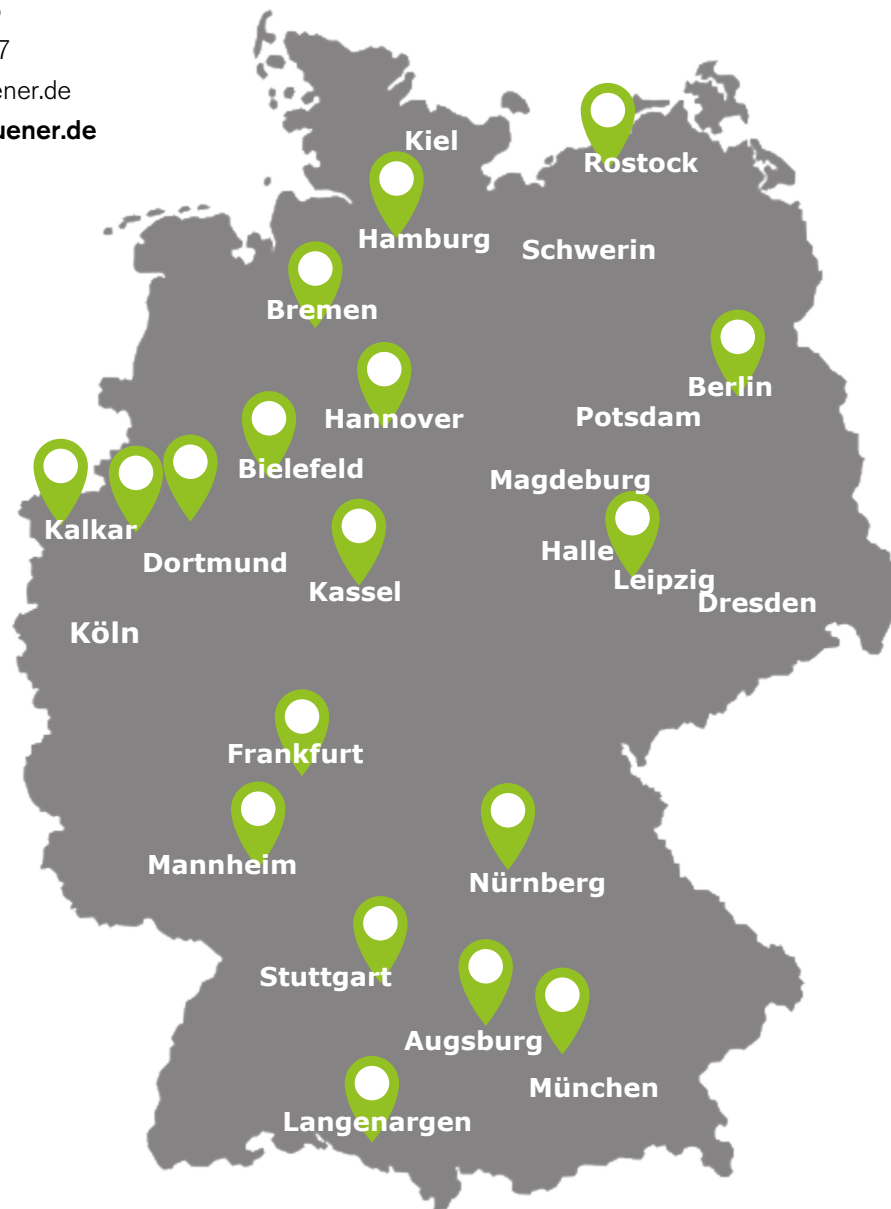 7
ener.de
uener.de
Kiel
Rostock
Hamburg
Schwerin
Bremen
Berlin
Hannover
Potsdam
Bielefeld
Magdeburg
Kalkar
Halle
Dortmund
Leipzig
Kassel
Dresden
Köln
Frankfurt
Mannheim
Nürnberg
Stuttgart
Augsburg
München
Langenargen